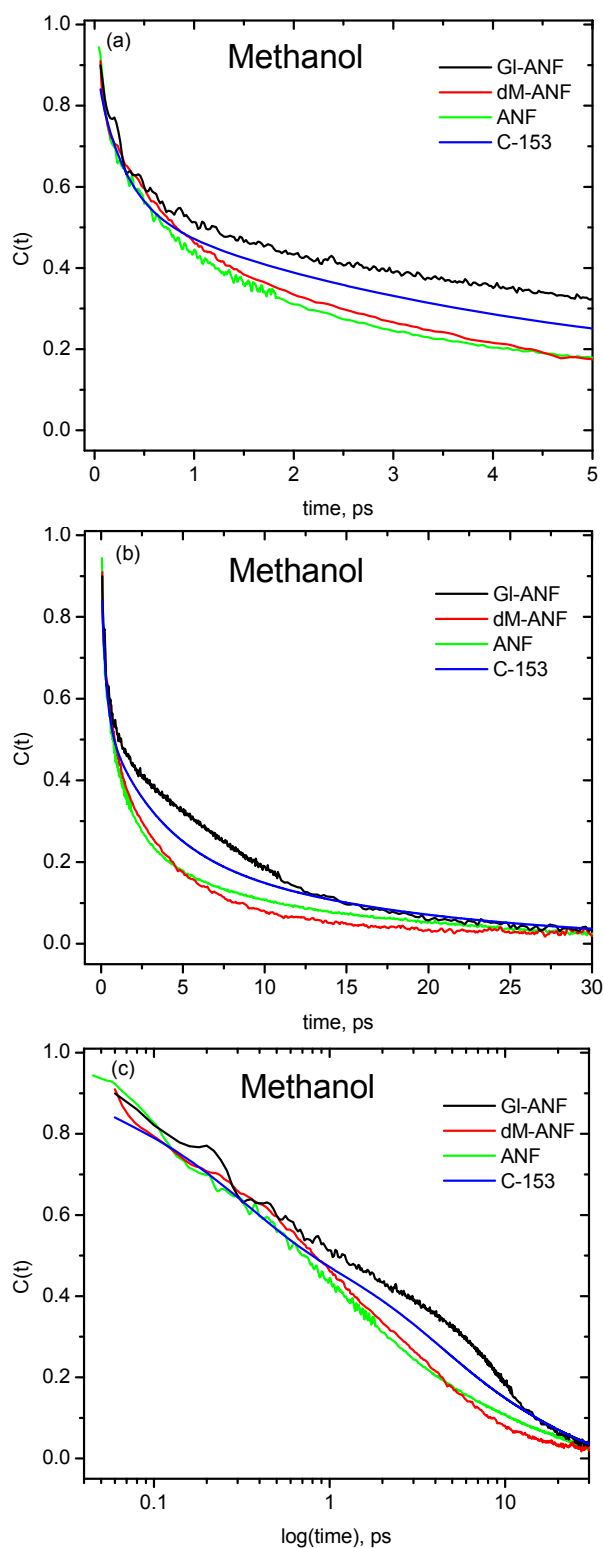 1.0
(a)
Methanol
Gl-ANF
dM-ANF
ANF
C-153
0.8
0.6
C(t)
0.4
0.2
0.0
0 1 2 3 4 5
time, ps
1.0
(b)
Methanol
Gl-ANF
dM-ANF
ANF
C-153
0.8
0.6
C(t)
0.4
0.2
0.0
0 5 10 15 20 25 30
time, ps
1.0
(c)
Methanol
Gl-ANF
dM-ANF
ANF
C-153
0.8
0.6
C(t)
0.4
0.2
0.0
0.1 1 10
log(time), ps